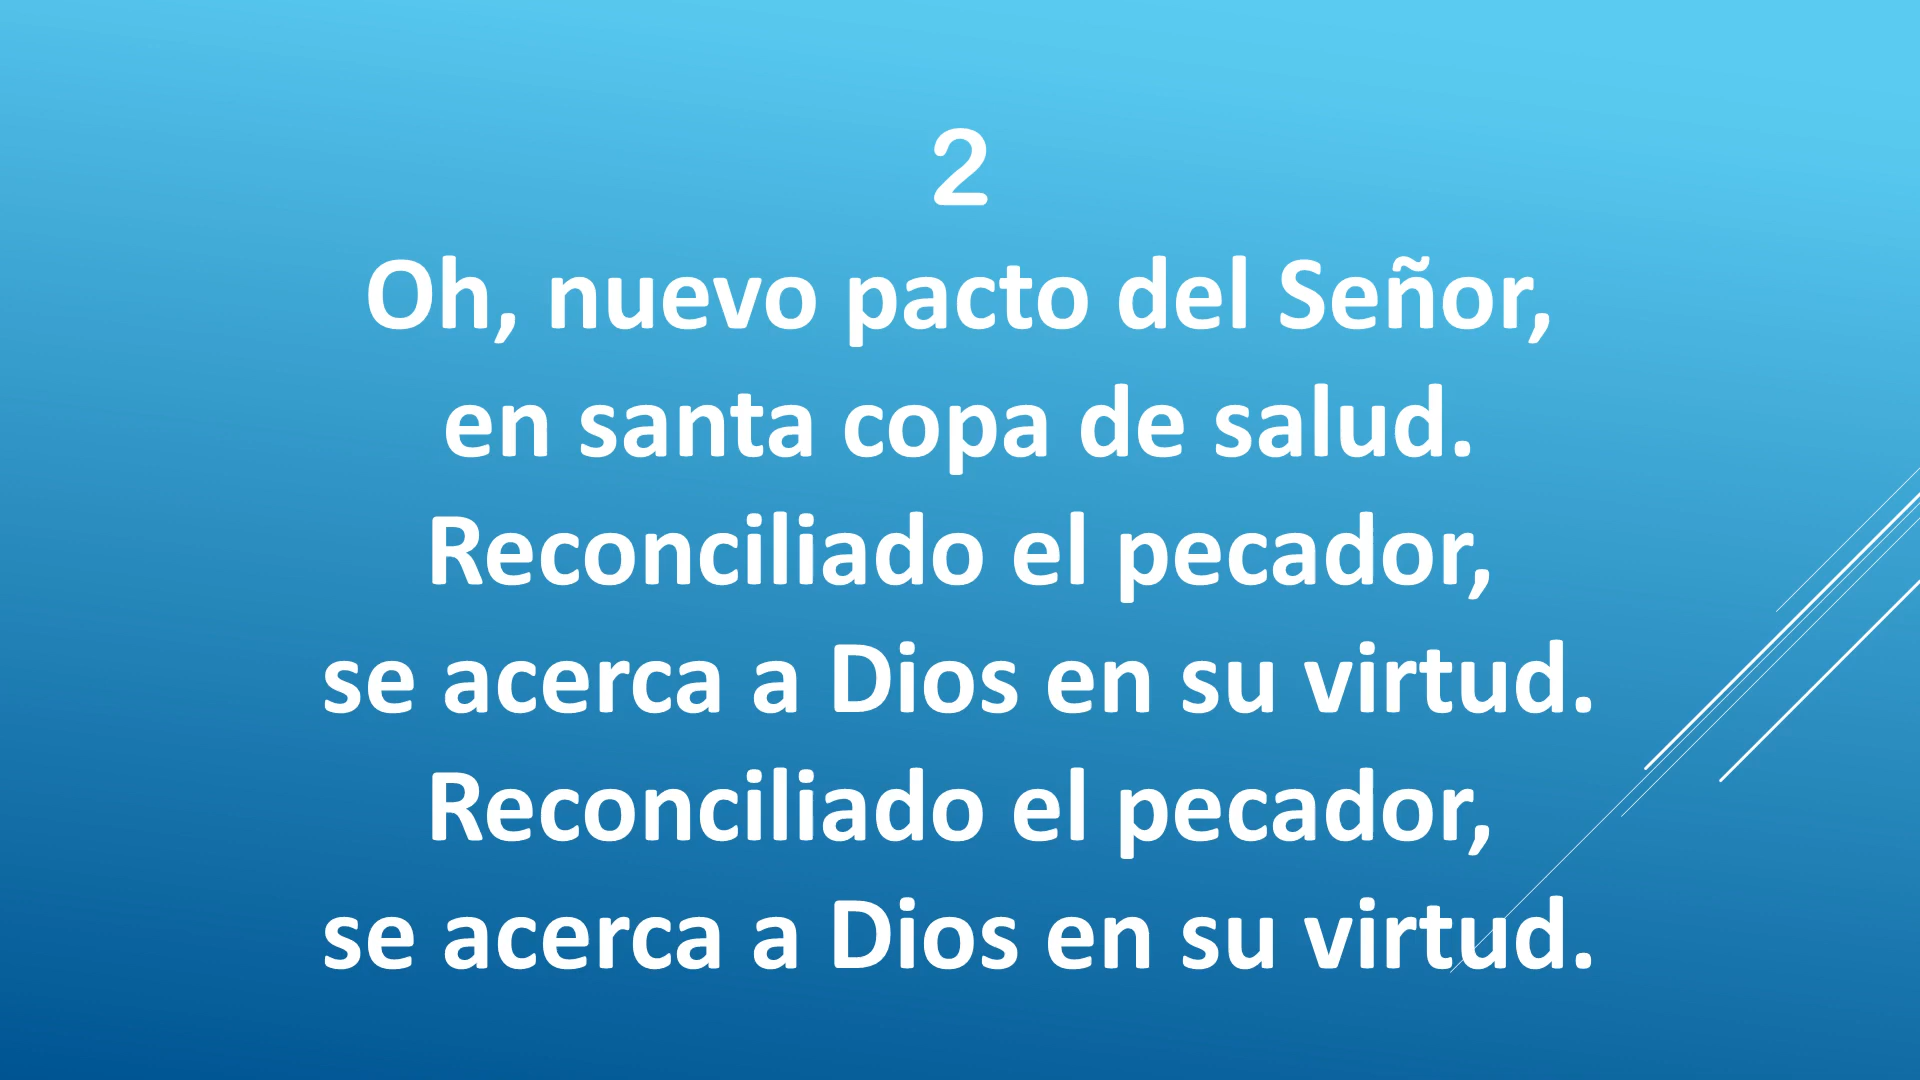 2
Oh, nuevo pacto del Señor,
en santa copa de salud.
Reconciliado el pecador,
se acerca a Dios en su virtud.
Reconciliado el pecador,
se acerca a Dios en su virtud.